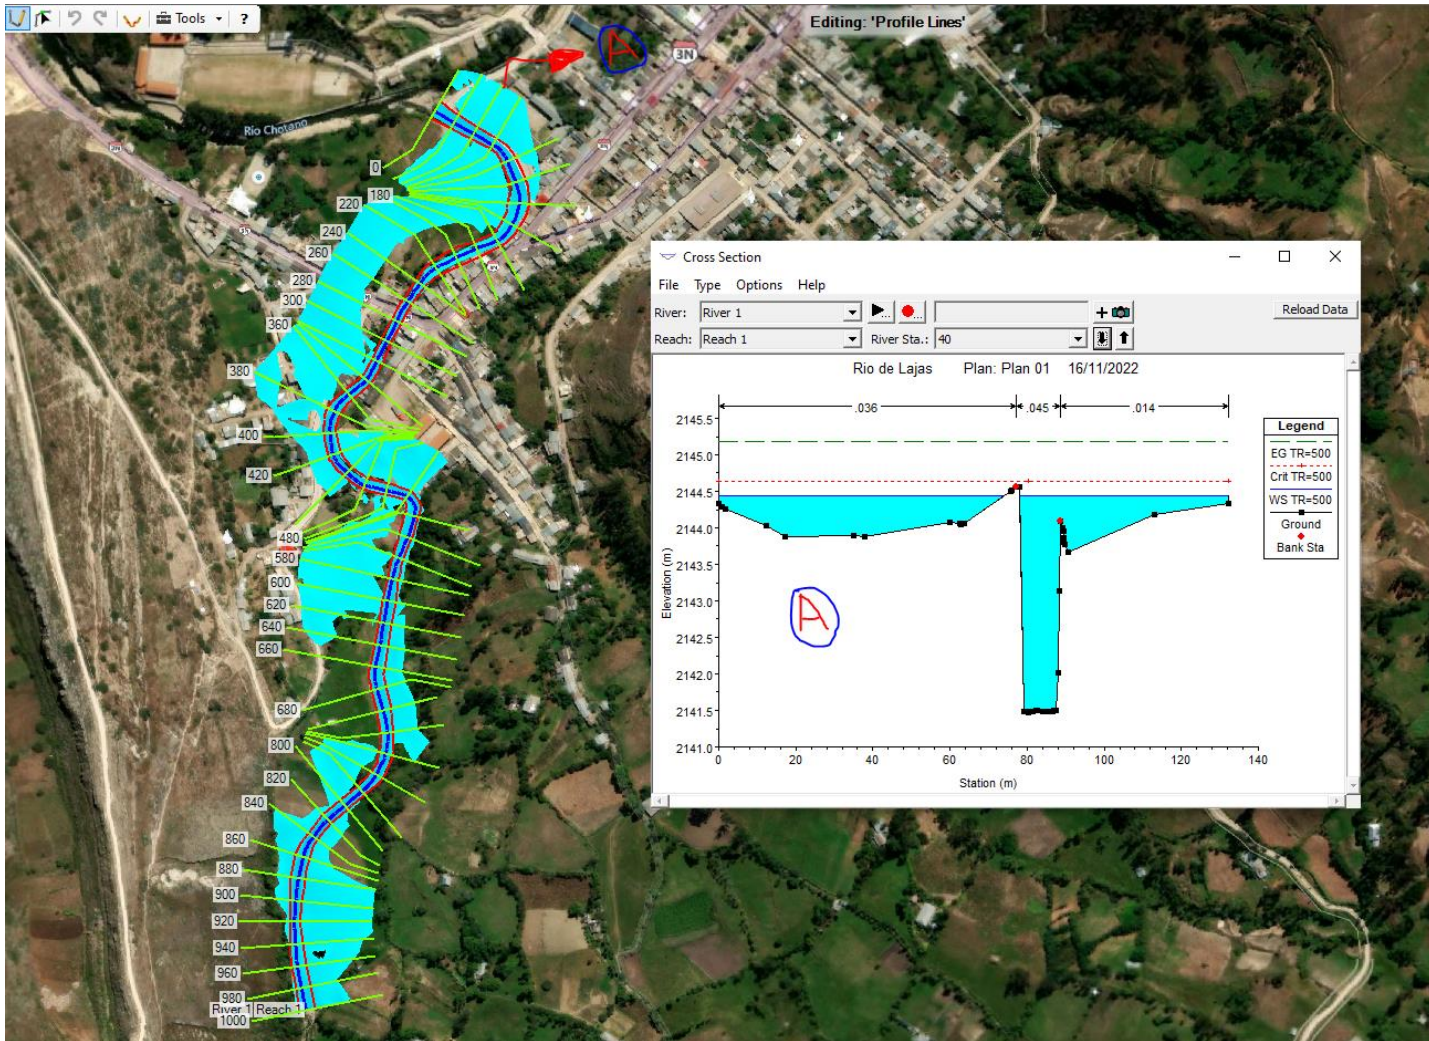 Tools ?
Editing: 'Profile Lines'
A
3N
Río Chotano
3N
3N
3N
3N
0
180
220
240
260
280
300
360
380
400
420
480
580
600
620
640
660
680
800
820
840
860
880
900
920
940
960
980
River 1 Reach 1
1000
Cross Section
File Type Options Help
River: River 1 ... ... + Reload Data
Reach: Reach 1 River Sta.: 40
Rio de Lajas Plan: Plan 01 16/11/2022
.036 .045 .014
2145.5
2145.0
2144.5
2144.0
2143.5
2143.0
2142.5
2142.0
2141.5
2141.0
Elevation (m)
A
0 20 40 60 80 100 120 140
Station (m)
Legend
EG TR=500
Crit TR=500
WS TR=500
Ground
Bank Sta